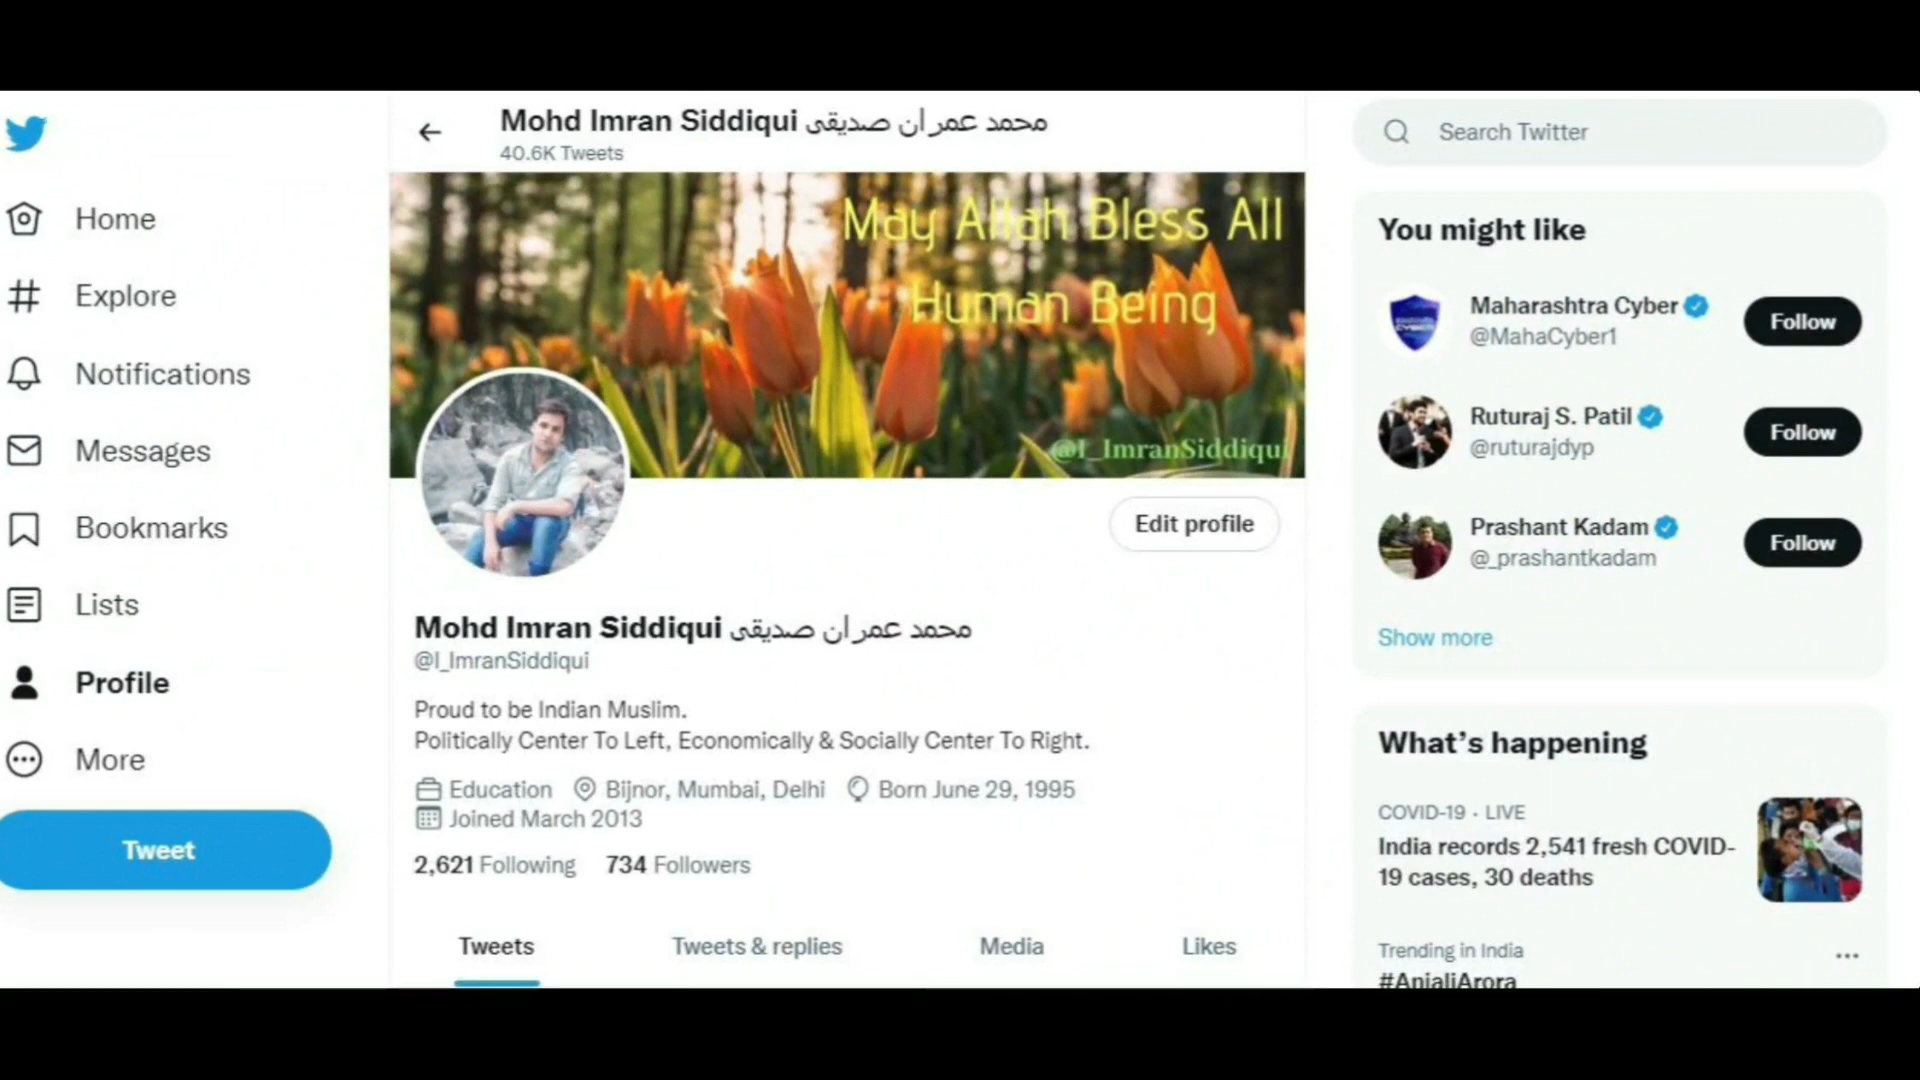 Home
Explore
Notifications
Messages
Bookmarks
Lists
Profile
More
Tweet
Mohd Imran Siddiqui محمد عمران صدیقی
40.6K Tweets
May Allah Bless All
Human Being
@I_ImranSiddiqui
Edit profile
Mohd Imran Siddiqui محمد عمران صدیقی
@I_ImranSiddiqui
Proud to be Indian Muslim.
Politically Center To Left, Economically & Socially Center To Right.
Education Bijnor, Mumbai, Delhi Born June 29, 1995
Joined March 2013
2,621 Following 734 Followers
Tweets Tweets & replies Media Likes
Search Twitter
You might like
Maharashtra Cyber
@MahaCyber1
Follow
Ruturaj S. Patil
@ruturajdyp
Follow
Prashant Kadam
@_prashantkadam
Follow
Show more
What's happening
COVID-19 · LIVE
India records 2,541 fresh COVID-
19 cases, 30 deaths
Trending in India
#AnjaliArora